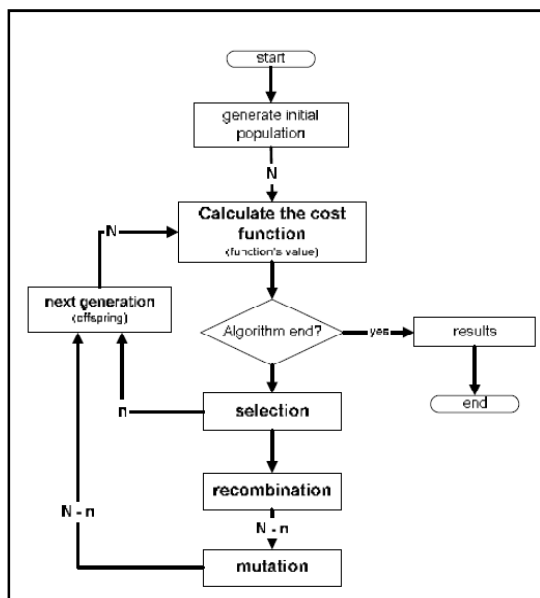 start
generate initial
population
N
Calculate the cost
function
(function's value)
N
next generation
(offspring)
Algorithm end?
yes
results
end
n
selection
recombination
N - n
N - n
mutation